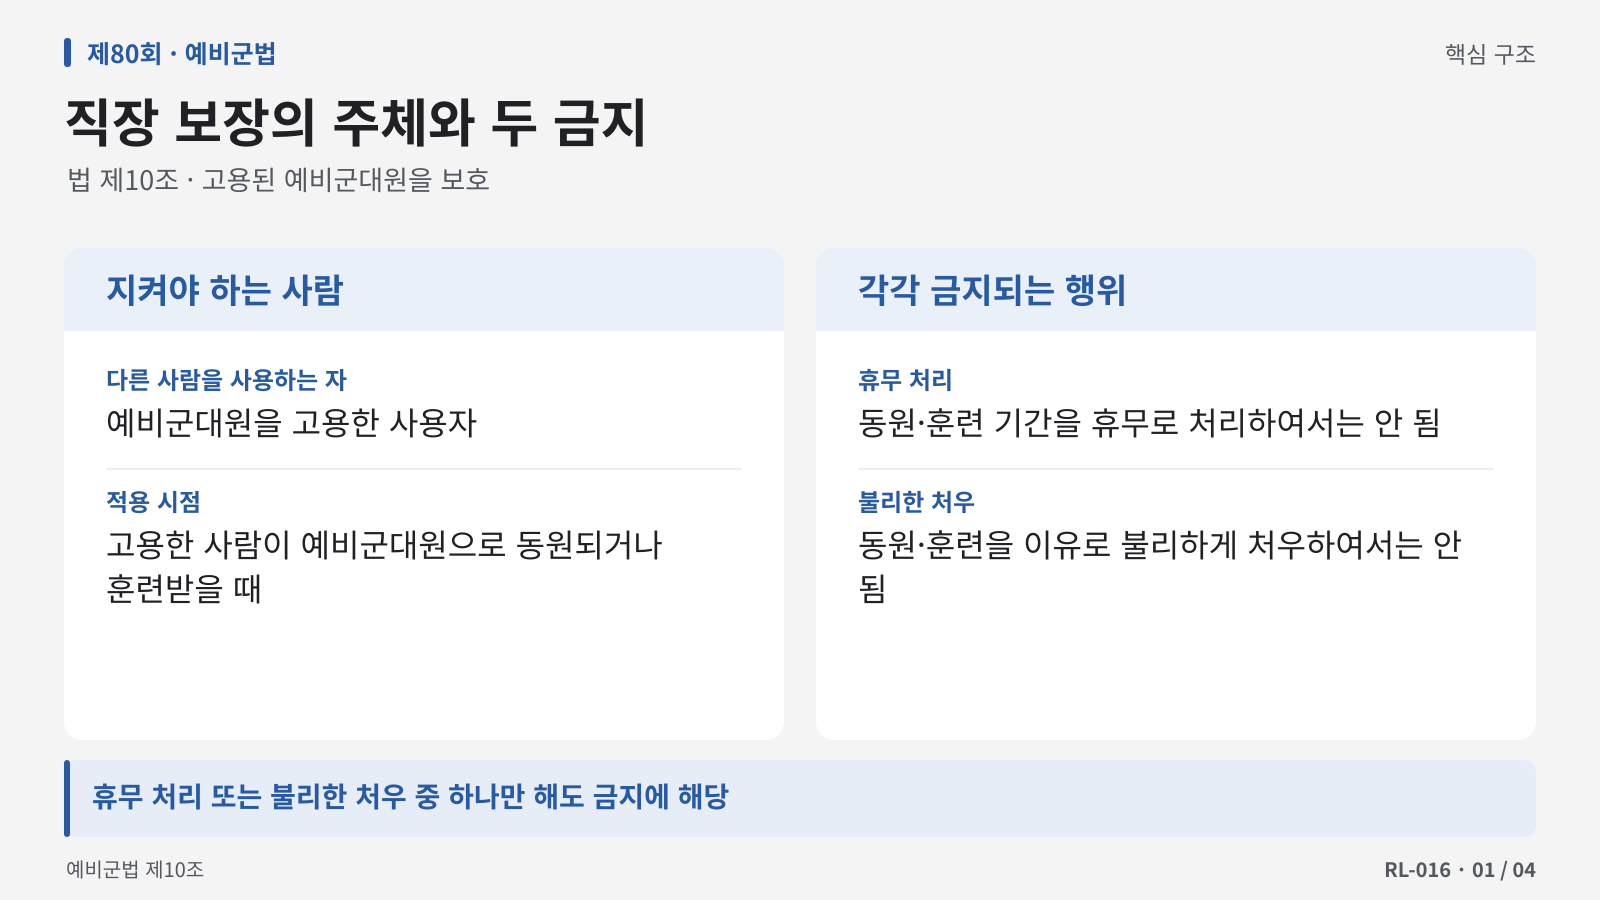 제80회 · 예비군법
핵심 구조
직장 보장의 주체와 두 금지
법 제10조 · 고용된 예비군대원을 보호
지켜야 하는 사람
다른 사람을 사용하는 자
예비군대원을 고용한 사용자
적용 시점
고용한 사람이 예비군대원으로 동원되거나
훈련받을 때
각각 금지되는 행위
휴무 처리
동원·훈련 기간을 휴무로 처리하여서는 안 됨
불리한 처우
동원·훈련을 이유로 불리하게 처우하여서는 안
됨
휴무 처리 또는 불리한 처우 중 하나만 해도 금지에 해당
예비군법 제10조
RL-016 · 01 / 04